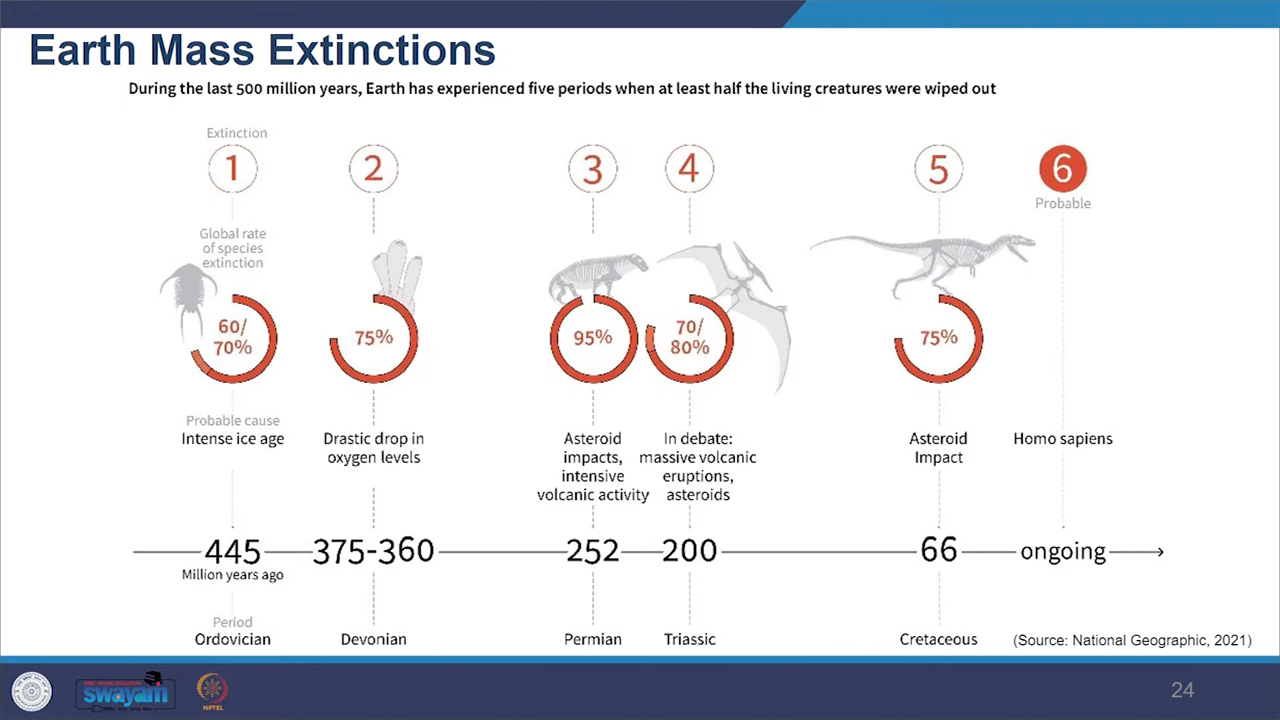 Earth Mass Extinctions
During the last 500 million years, Earth has experienced five periods when at least half the living creatures were wiped out
Extinction
1
2
3
4
5
6
Probable
Global rate
of species
extinction
60/
70%
75%
95%
70/
80%
75%
Probable cause
Intense ice age
Drastic drop in
oxygen levels
Asteroid
impacts,
intensive
volcanic activity
In debate:
massive volcanic
eruptions,
asteroids
Asteroid
Impact
Homo sapiens
445
Million years ago
375-360
252
200
66
ongoing
Period
Ordovician
Devonian
Permian
Triassic
Cretaceous
(Source: National Geographic, 2021)
swayam
NPTEL
24